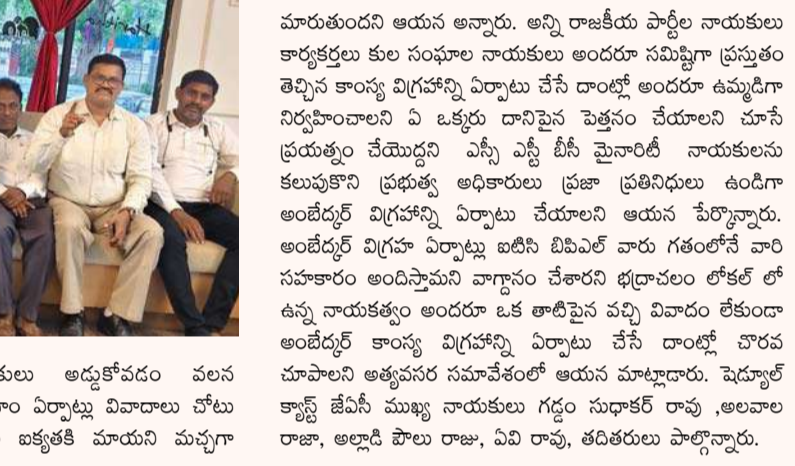 కులు అడ్డుకోవడం వలన
ఏర్పాట్లు వివాదాలు చోటు
ఐక్యతకి మాయని మచ్చగా
మారుతుందని ఆయన అన్నారు. అన్ని రాజకీయ పార్టీల నాయకులు
కార్యకర్తలు కుల సంఘాల నాయకులు అందరూ సమిష్టిగా ప్రస్తుతం
తెచ్చిన కాంస్య విగ్రహాన్ని ఏర్పాటు చేసే దాంట్లో అందరూ ఉమ్మడిగా
నిర్వహించాలని ఏ ఒక్కరు దానిపైన పెత్తనం చేయాలని చూసే
ప్రయత్నం చేయొద్దని ఎస్సీ ఎస్టీ బీసీ మైనారిటీ నాయకులను
కలుపుకొని ప్రభుత్వ అధికారులు ప్రజా ప్రతినిధులు ఉండిగా
అంబేద్కర్ విగ్రహాన్ని ఏర్పాటు చేయాలని ఆయన పేర్కొన్నారు.
అంబేద్కర్ విగ్రహ ఏర్పాట్లు ఐటిసి బిపిఎల్ వారు గతంలోనే వారి
సహకారం అందిస్తామని వాగ్దానం చేశారని భద్రాచలం లోకల్ లో
ఉన్న నాయకత్వం అందరూ ఒక తాటిపైన వచ్చి వివాదం లేకుండా
అంబేద్కర్ కాంస్య విగ్రహాన్ని ఏర్పాటు చేసే దాంట్లో చొరవ
చూపాలని అత్యవసర సమావేశంలో ఆయన మాట్లాడారు. షెడ్యూల్
క్యాస్ట్ జేఏసీ ముఖ్య నాయకులు గడ్డం సుధాకర్ రావు ,అలవాల
రాజా, అల్లాడి పౌలు రాజు, ఏవి రావు, తదితరులు పాల్గొన్నారు.